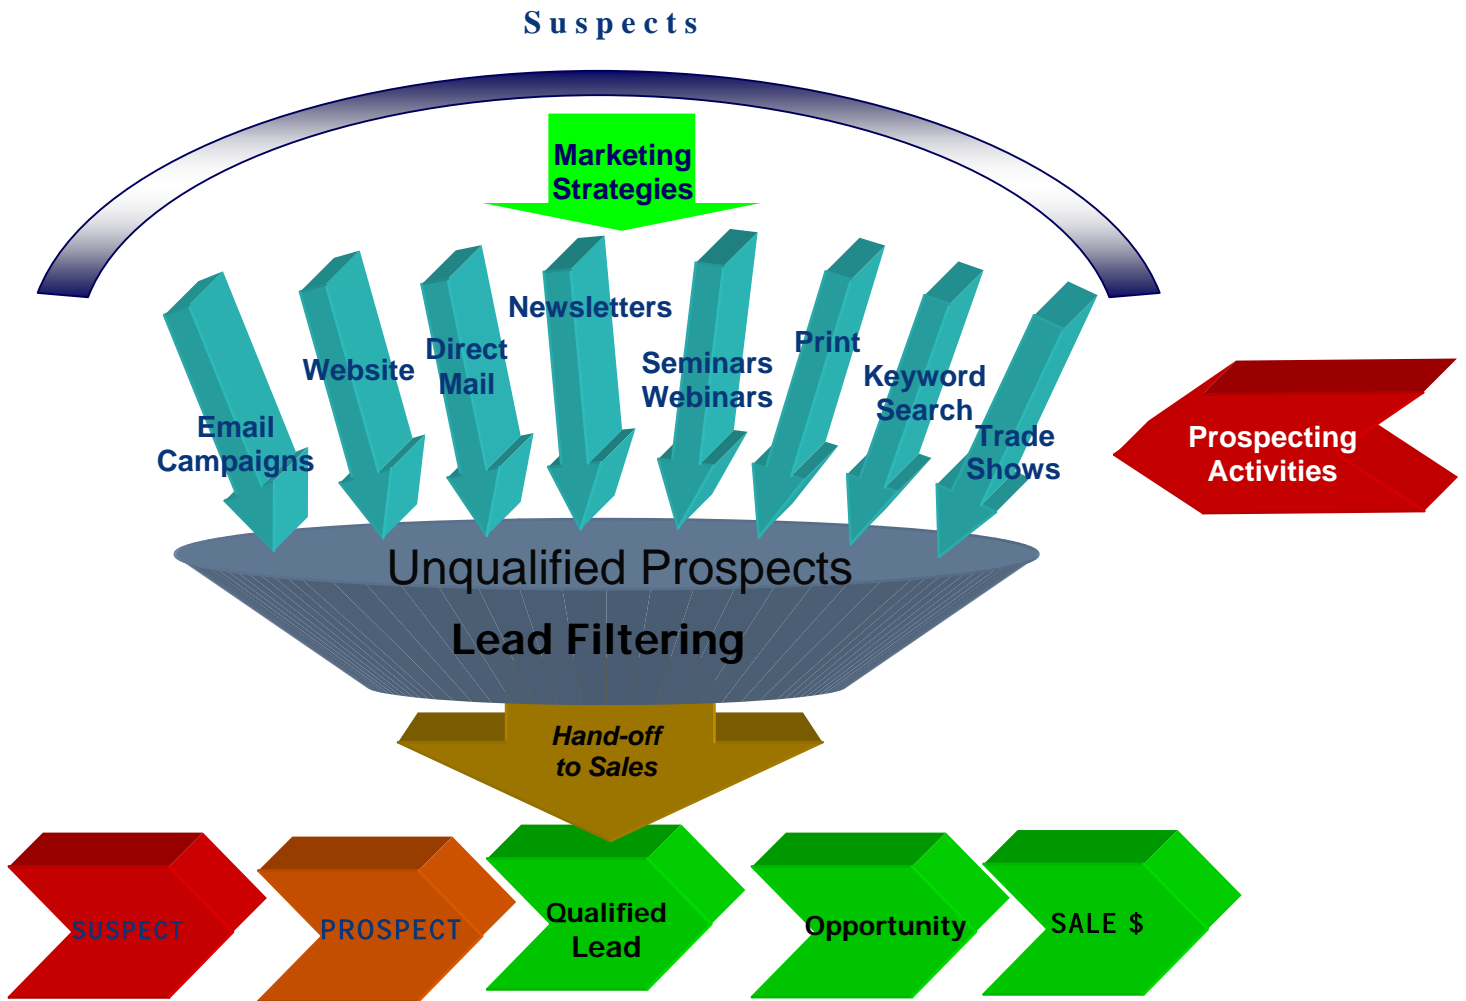 Suspects
Marketing
Strategies
Newsletters
Direct
Mail
Website
Seminars
Webinars
Print
Keyword
Search
Email
Campaigns
Trade
Shows
Prospecting
Activities
Unqualified Prospects
Lead Filtering
Hand-off
to Sales
SUSPECT
PROSPECT
Qualified
Lead
Opportunity
SALE $